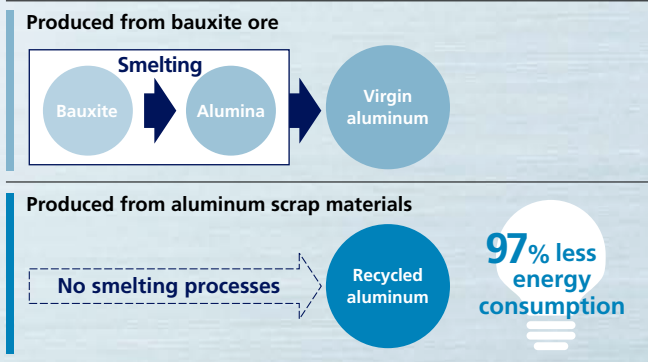 Produced from bauxite ore
Smelting
Bauxite
Alumina
Virgin
aluminum
Produced from aluminum scrap materials
No smelting processes
Recycled
aluminum
97% less
energy
consumption